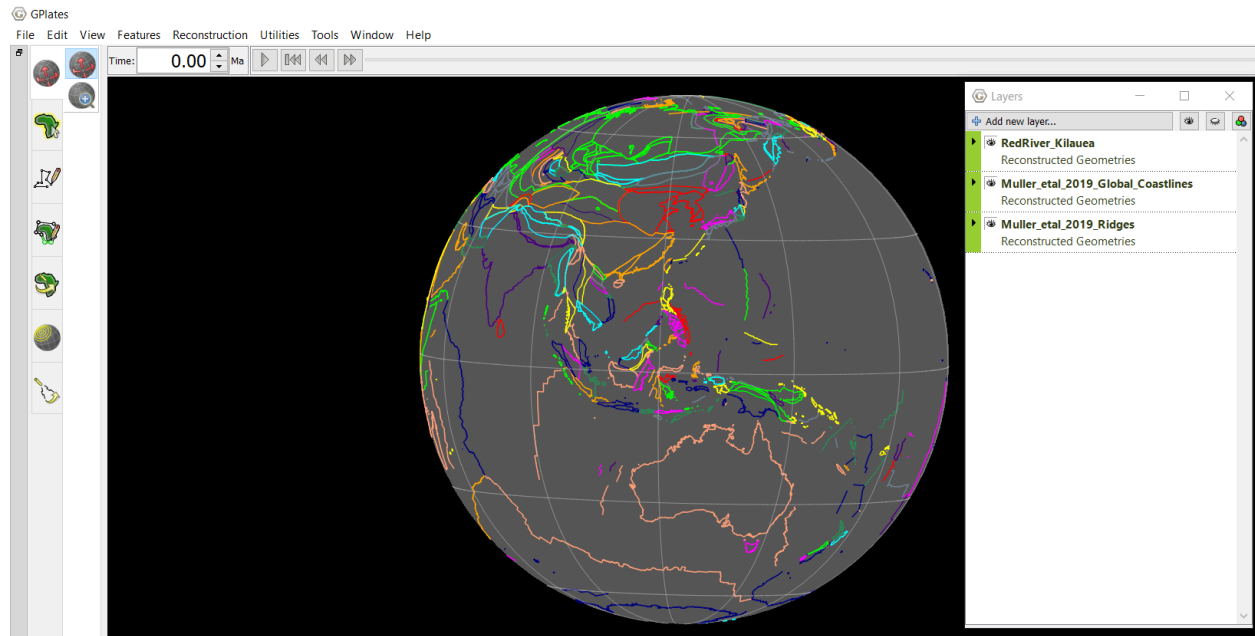 GPlates
File Edit View Features Reconstruction Utilities Tools Window Help
Time: 0.00 Ma
Layers
Add new layer...
RedRiver_Kilauea
Reconstructed Geometries
Muller_etal_2019_Global_Coastlines
Reconstructed Geometries
Muller_etal_2019_Ridges
Reconstructed Geometries